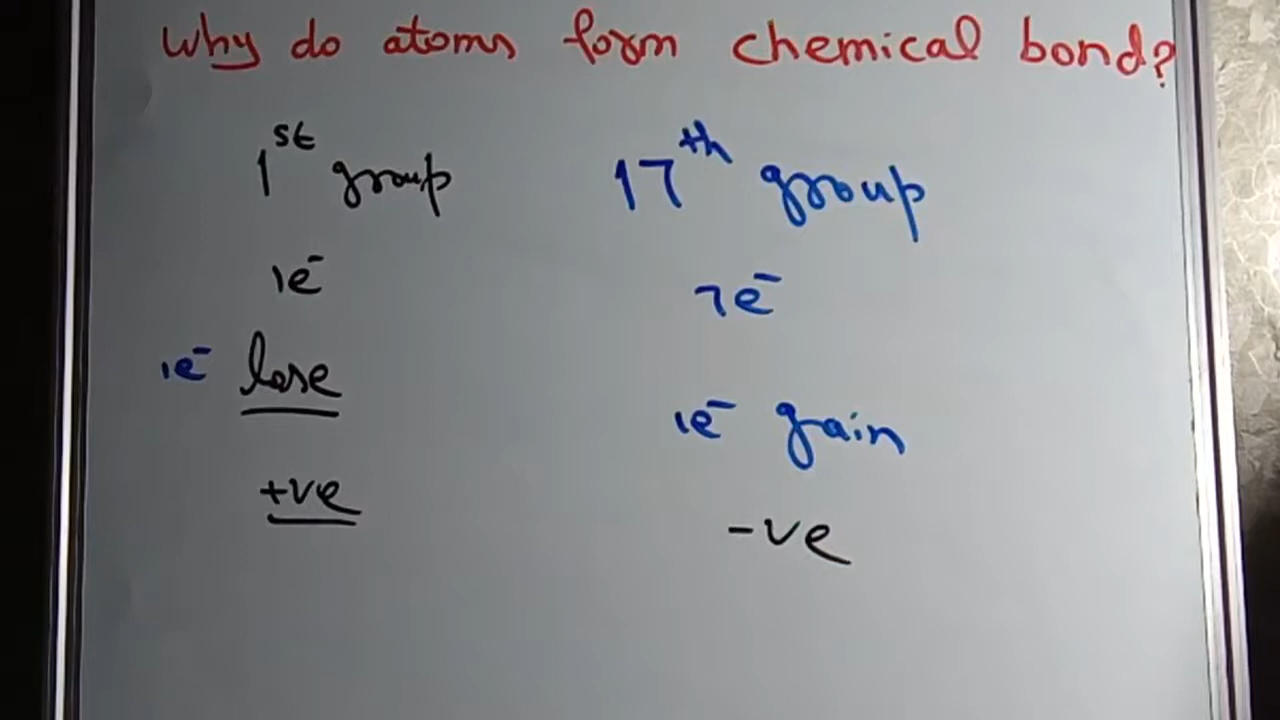 Why do atoms form chemical bond?
1st group 17th group
1e⁻ 7e⁻
1e⁻ lose 1e⁻ gain
+ve -ve